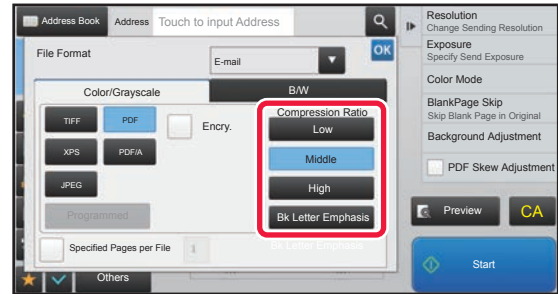 Address Book
Address
Touch to input Address
File Format
E-mail
OK
Color/Grayscale
B/W
TIFF
PDF
Encry.
XPS
PDF/A
JPEG
Programmed
Specified Pages per File
1
Compression Ratio
Low
Middle
High
Bk Letter Emphasis
Bk Letter Emphasis
Others
Resolution
Change Sending Resolution
Exposure
Specify Send Exposure
Color Mode
BlankPage Skip
Skip Blank Page in Original
Background Adjustment
PDF Skew Adjustment
Preview
CA
Start